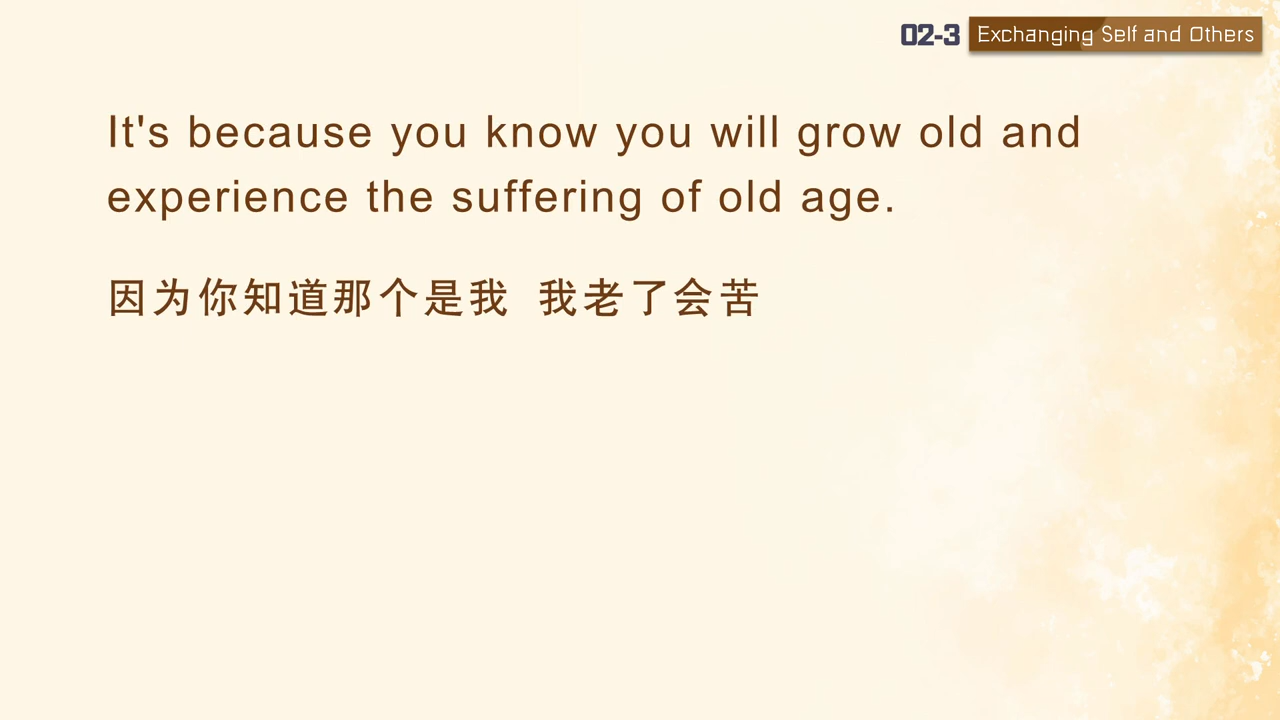 02-3 Exchanging Self and Others
It's because you know you will grow old and
experience the suffering of old age.
因为你知道那个是我 我老了会苦